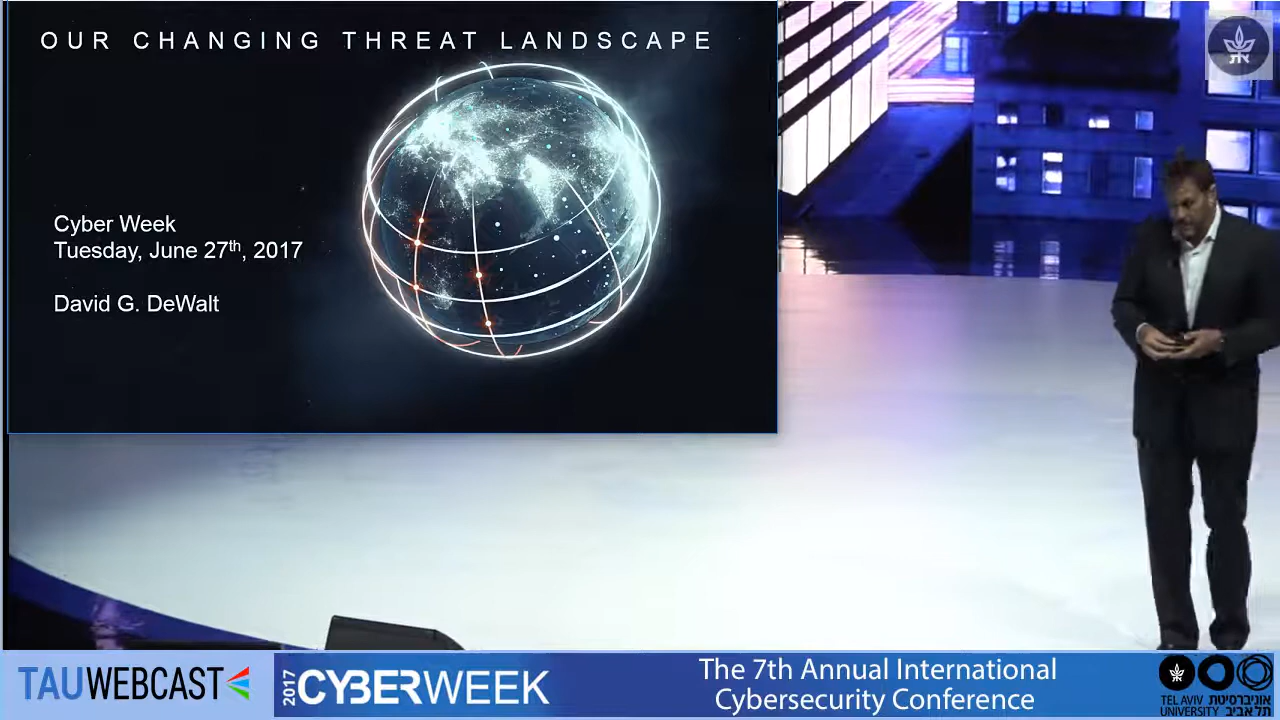 OUR CHANGING THREAT LANDSCAPE
Cyber Week
Tuesday, June 27th, 2017
David G. DeWalt
את
TAUWEBCAST
2017 CYBERWEEK
The 7th Annual International
Cybersecurity Conference
TEL AVIV אוניברסיטת
UNIVERSITY תל אביב